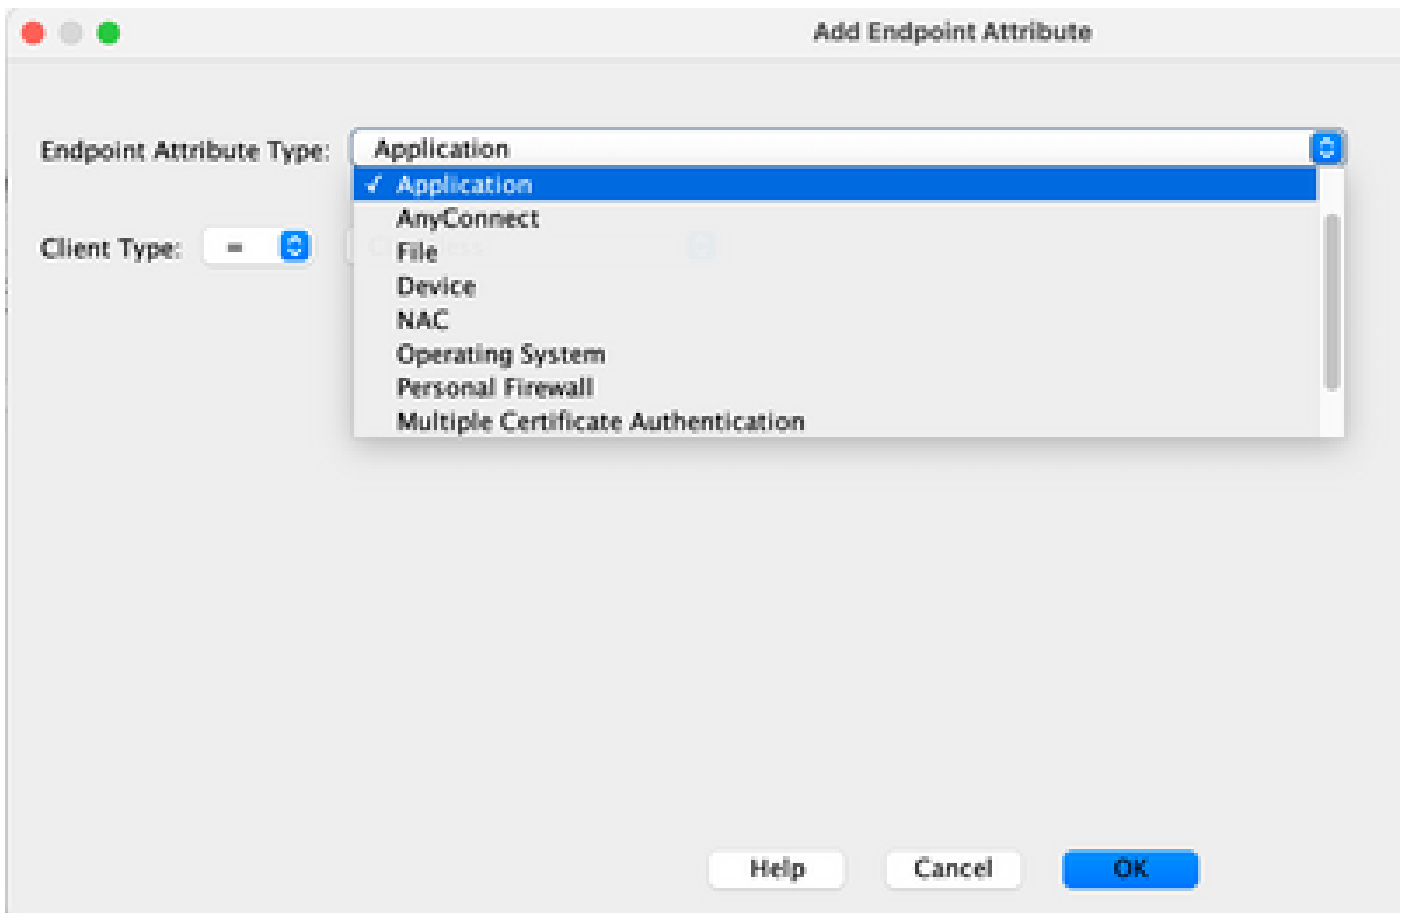 Add Endpoint Attribute
Endpoint Attribute Type: Application
✓ Application
AnyConnect
Client Type: =
File
Device
NAC
Operating System
Personal Firewall
Multiple Certificate Authentication
Help Cancel OK